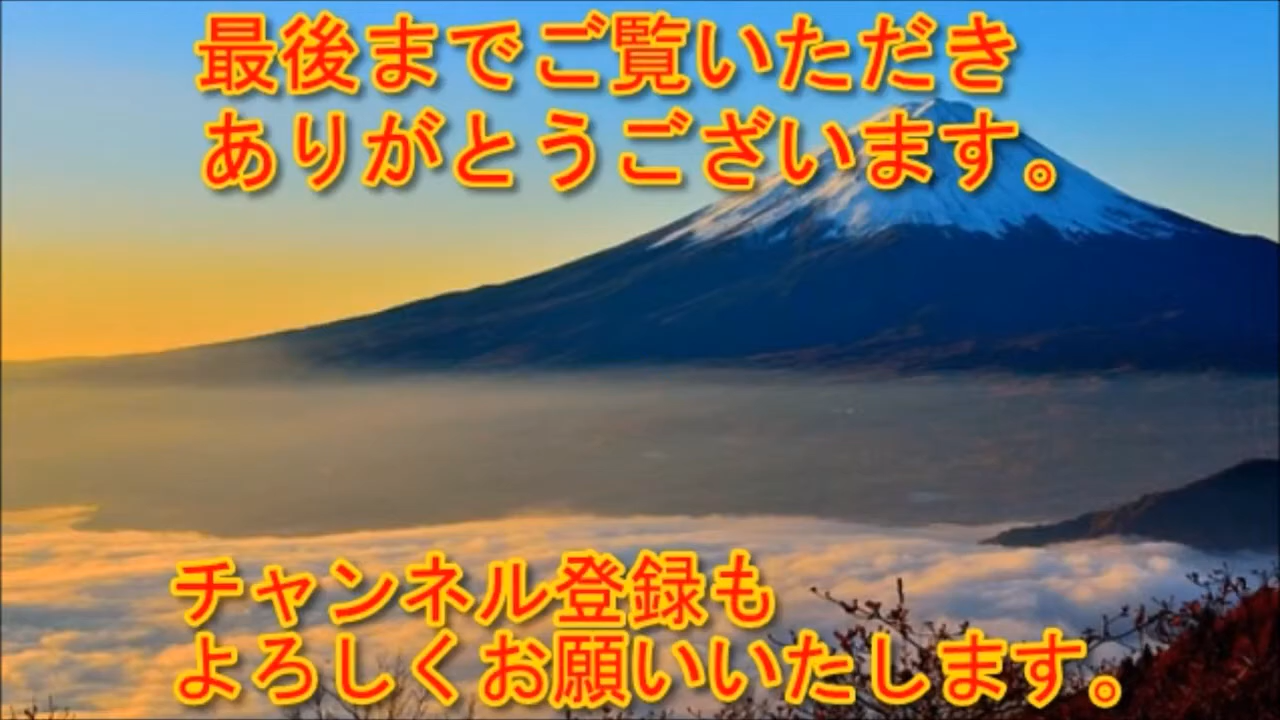 最後までご覧いただき
ありがとうございます。
チャンネル登録も
よろしくお願いいたします。